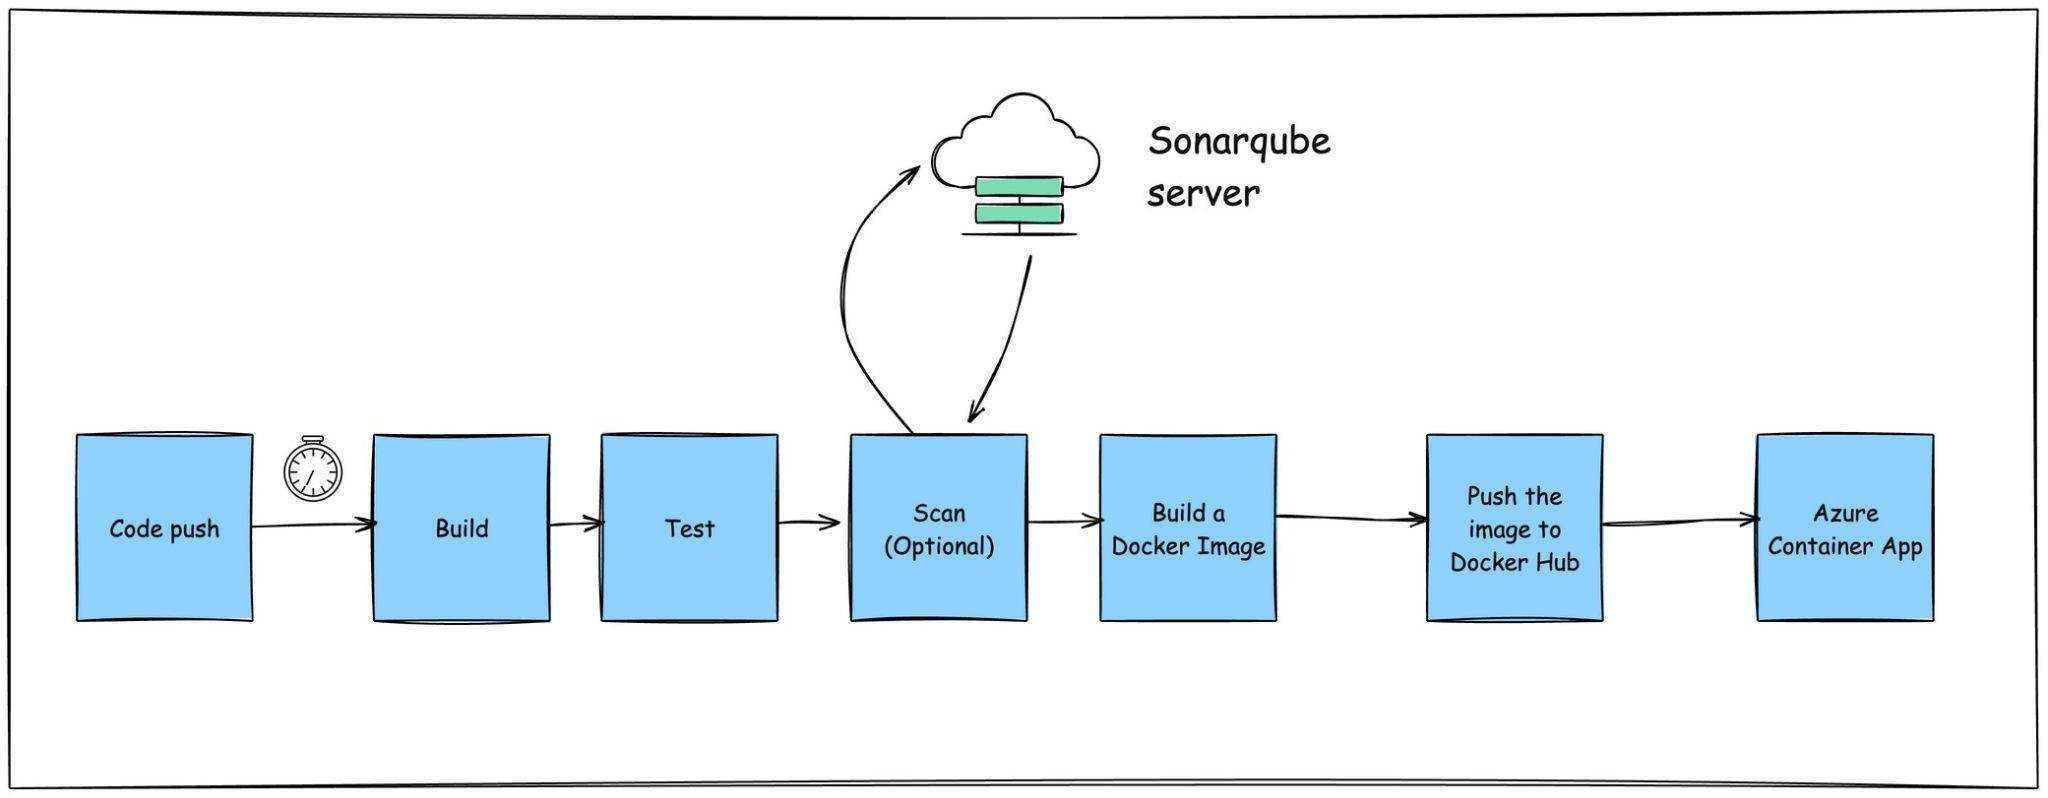 Sonarqube
server
Code push
Build
Test
Scan
(Optional)
Build a
Docker Image
Push the
image to
Docker Hub
Azure
Container App